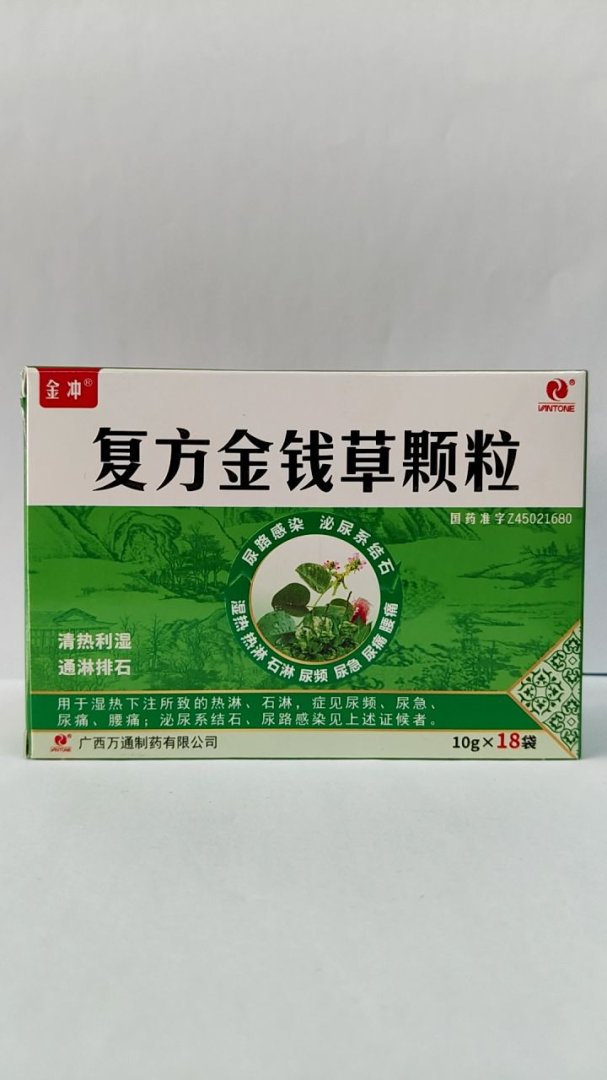 金冲®
VANTONE®
复方金钱草颗粒
国药准字Z45021680
尿路感染 泌尿系结石
湿热 热淋 石淋 尿频 尿急 尿痛 腰痛
清热利湿
通淋排石
用于湿热下注所致的热淋、石淋，症见尿频、尿急、
尿痛、腰痛；泌尿系结石、尿路感染见上述证候者。
VANTONE 广西万通制药有限公司
10g×18袋